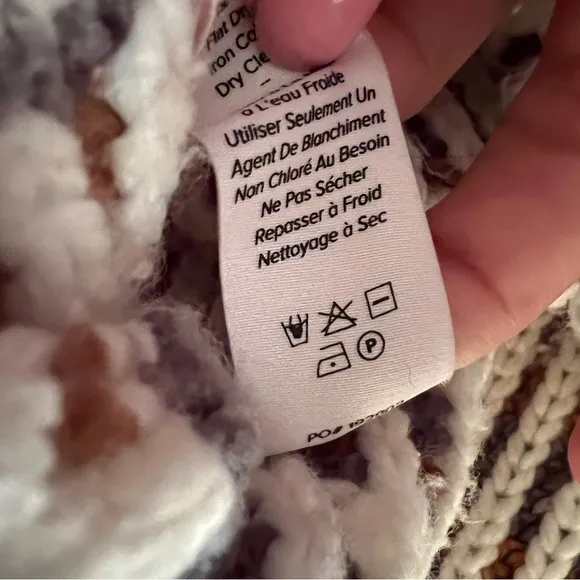 Flat Dry
Iron Co
Dry Cle
à L'eau Froide
Utiliser Seulement Un
Agent De Blanchiment
Non Chloré Au Besoin
Ne Pas Sécher
Repasser à Froid
Nettoyage à Sec
P
PO#